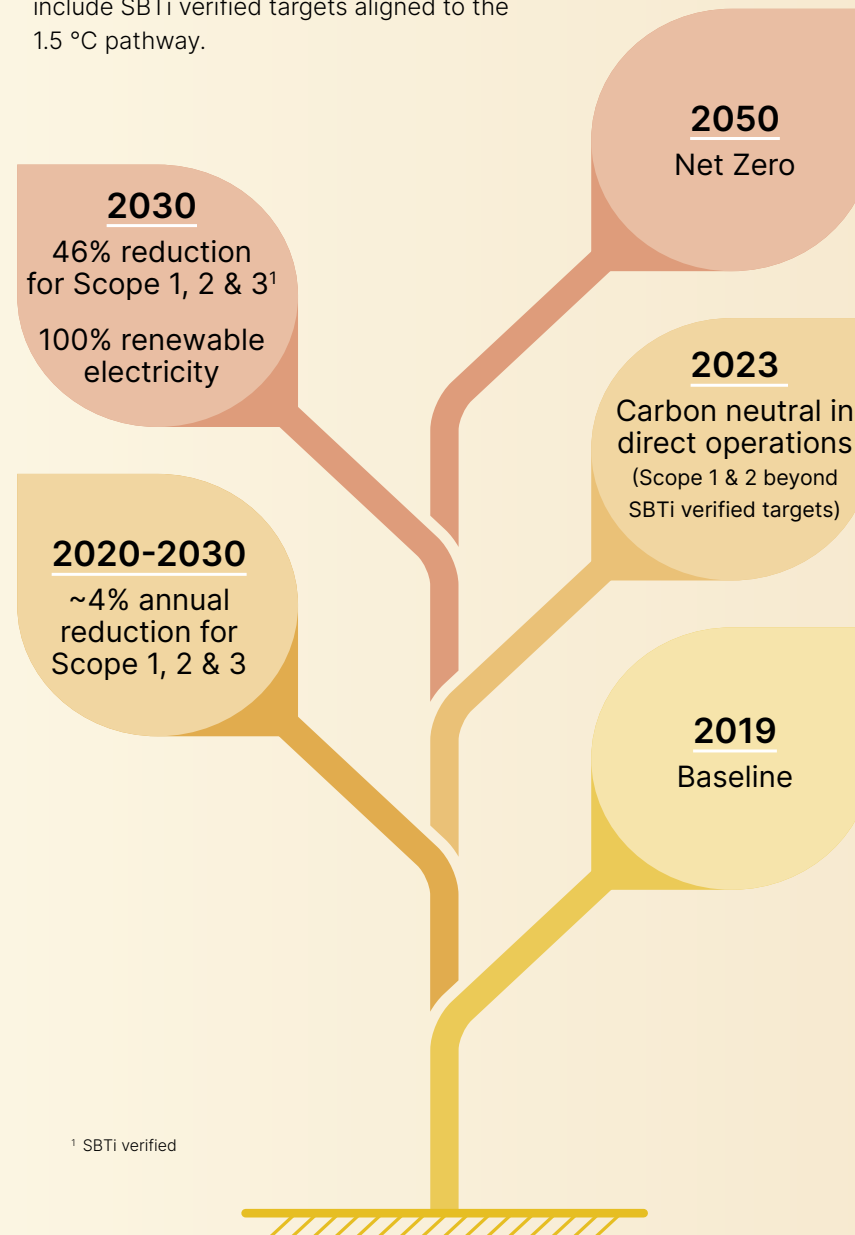 include SBTi verified targets aligned to the
1.5 °C pathway.
2050
Net Zero
2030
46% reduction
for Scope 1, 2 & 3¹
100% renewable
electricity
2023
Carbon neutral in
direct operations
(Scope 1 & 2 beyond
SBTi verified targets)
2020-2030
~4% annual
reduction for
Scope 1, 2 & 3
2019
Baseline
¹ SBTi verified